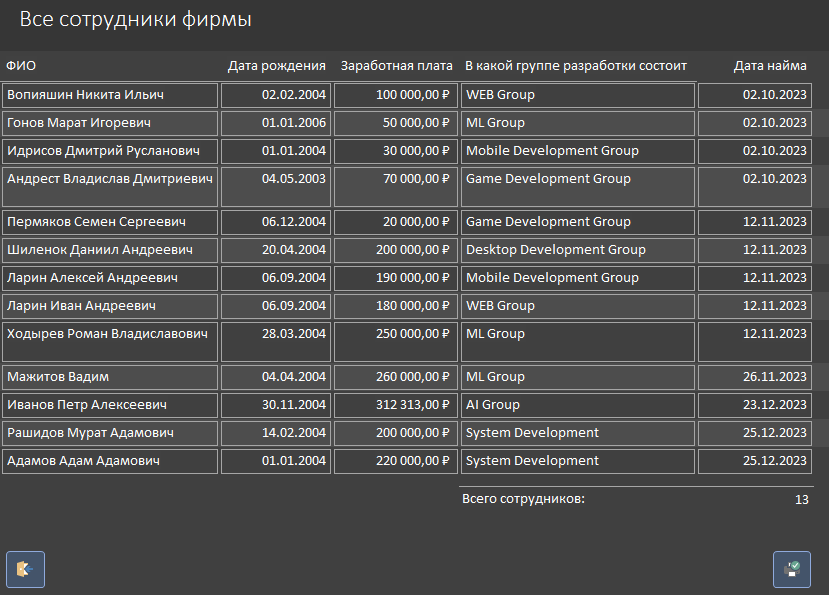 Все сотрудники фирмы
ФИО Дата рождения Заработная плата В какой группе разработки состоит Дата найма
Вопияшин Никита Ильич 02.02.2004 100 000,00 ₽ WEB Group 02.10.2023
Гонов Марат Игоревич 01.01.2006 50 000,00 ₽ ML Group 02.10.2023
Идрисов Дмитрий Русланович 01.01.2004 30 000,00 ₽ Mobile Development Group 02.10.2023
Андрест Владислав Дмитриевич 04.05.2003 70 000,00 ₽ Game Development Group 02.10.2023
Пермяков Семен Сергеевич 06.12.2004 20 000,00 ₽ Game Development Group 12.11.2023
Шиленок Даниил Андреевич 20.04.2004 200 000,00 ₽ Desktop Development Group 12.11.2023
Ларин Алексей Андреевич 06.09.2004 190 000,00 ₽ Mobile Development Group 12.11.2023
Ларин Иван Андреевич 06.09.2004 180 000,00 ₽ WEB Group 12.11.2023
Ходырев Роман Владиславович 28.03.2004 250 000,00 ₽ ML Group 12.11.2023
Мажитов Вадим 04.04.2004 260 000,00 ₽ ML Group 26.11.2023
Иванов Петр Алексеевич 30.11.2004 312 313,00 ₽ AI Group 23.12.2023
Рашидов Мурат Адамович 14.02.2004 200 000,00 ₽ System Development 25.12.2023
Адамов Адам Адамович 01.01.2004 220 000,00 ₽ System Development 25.12.2023
Всего сотрудников: 13